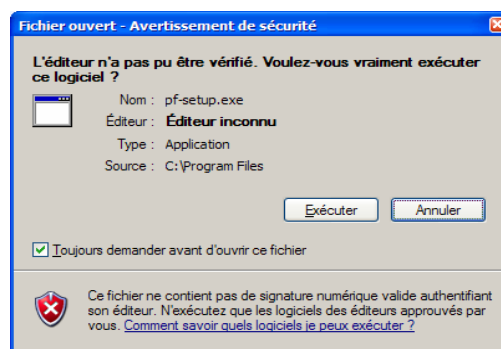 Fichier ouvert - Avertissement de sécurité
L'éditeur n'a pas pu être vérifié. Voulez-vous vraiment exécuter
ce logiciel ?
Nom : pf-setup.exe
Éditeur : Éditeur inconnu
Type : Application
Source : C:\Program Files
Exécuter Annuler
Toujours demander avant d'ouvrir ce fichier
Ce fichier ne contient pas de signature numérique valide authentifiant
son éditeur. N'exécutez que les logiciels des éditeurs approuvés par
vous. Comment savoir quels logiciels je peux exécuter ?